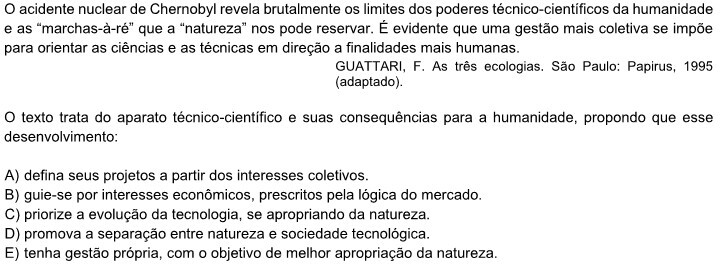 O acidente nuclear de Chernobyl revela brutalmente os limites dos poderes técnico-científicos da humanidade
e as “marchas-à-ré” que a “natureza” nos pode reservar. É evidente que uma gestão mais coletiva se impõe
para orientar as ciências e as técnicas em direção a finalidades mais humanas.
GUATTARI, F. As três ecologias. São Paulo: Papirus, 1995
(adaptado).
O texto trata do aparato técnico-científico e suas consequências para a humanidade, propondo que esse
desenvolvimento:
A) defina seus projetos a partir dos interesses coletivos.
B) guie-se por interesses econômicos, prescritos pela lógica do mercado.
C) priorize a evolução da tecnologia, se apropriando da natureza.
D) promova a separação entre natureza e sociedade tecnológica.
E) tenha gestão própria, com o objetivo de melhor apropriação da natureza.